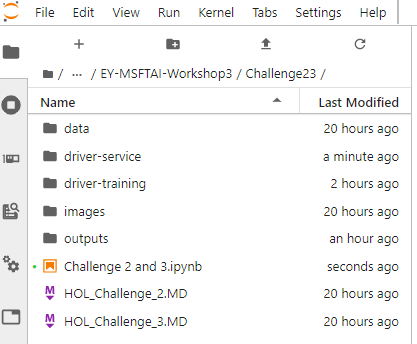 File Edit View Run Kernel Tabs Settings Help
/ ... / EY-MSFTAI-Workshop3 / Challenge23 /
Name Last Modified
data 20 hours ago
driver-service a minute ago
driver-training 2 hours ago
images 20 hours ago
outputs an hour ago
Challenge 2 and 3.ipynb seconds ago
M HOL_Challenge_2.MD 20 hours ago
M HOL_Challenge_3.MD 20 hours ago